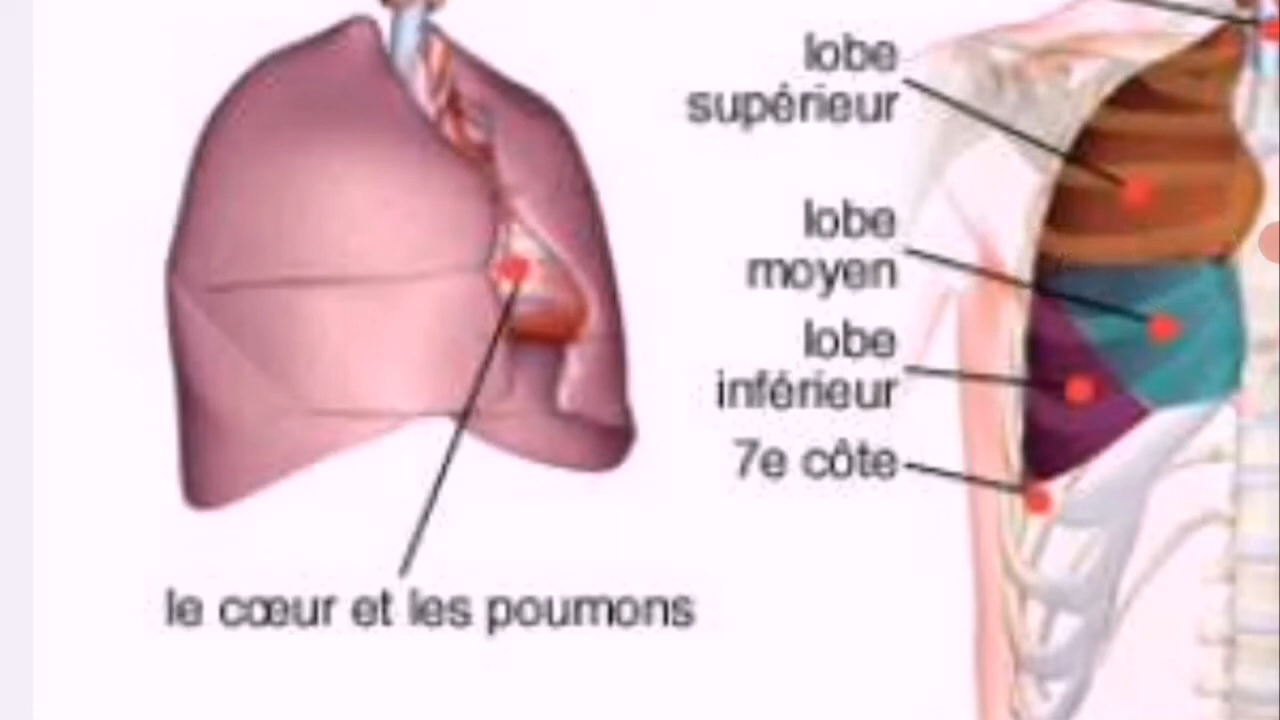 lobe
supérieur
lobe
moyen
lobe
inférieur
7e côte
le cœur et les poumons